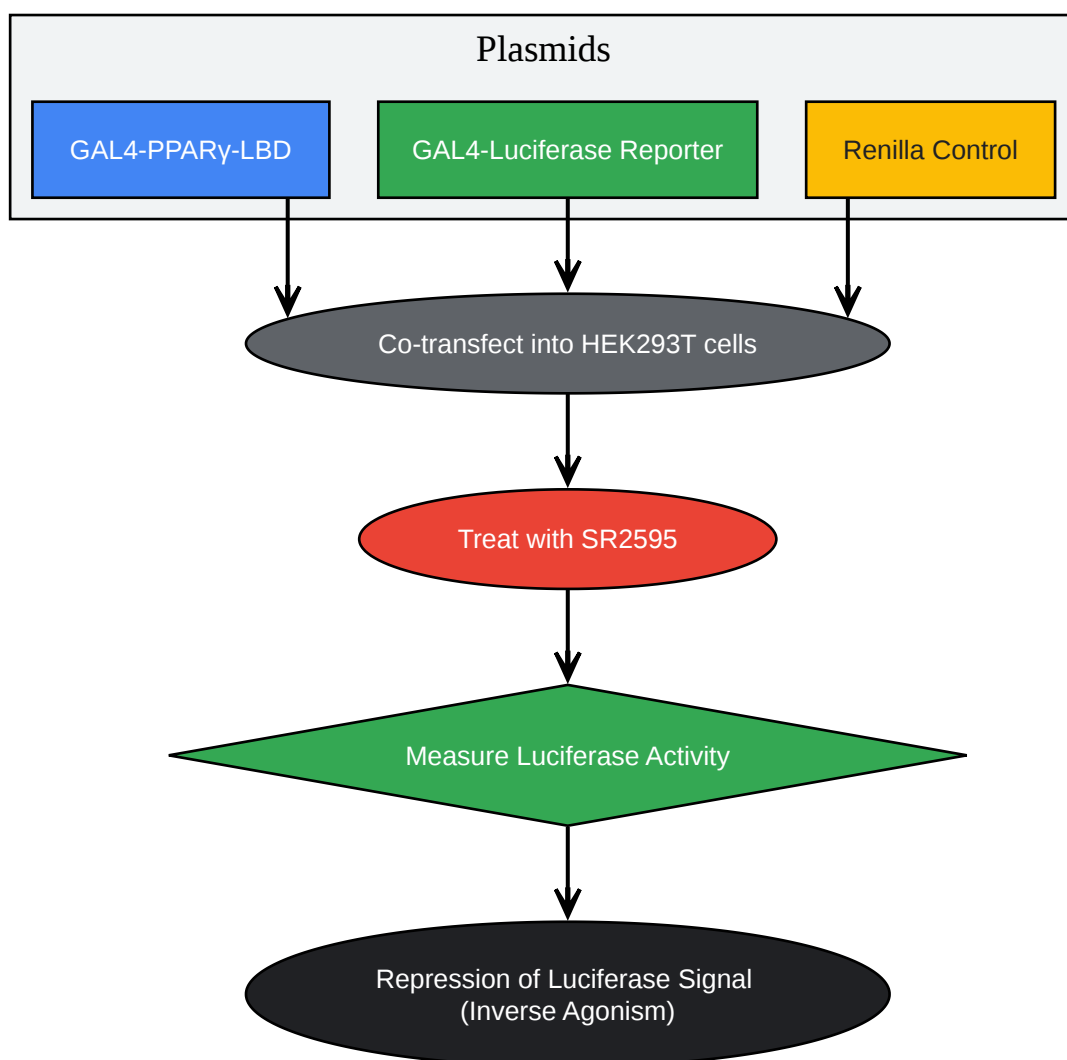 Plasmids
GAL4-PPARγ-LBD
GAL4-Luciferase Reporter
Renilla Control
Co-transfect into HEK293T cells
Treat with SR2595
Measure Luciferase Activity
Repression of Luciferase Signal
(Inverse Agonism)